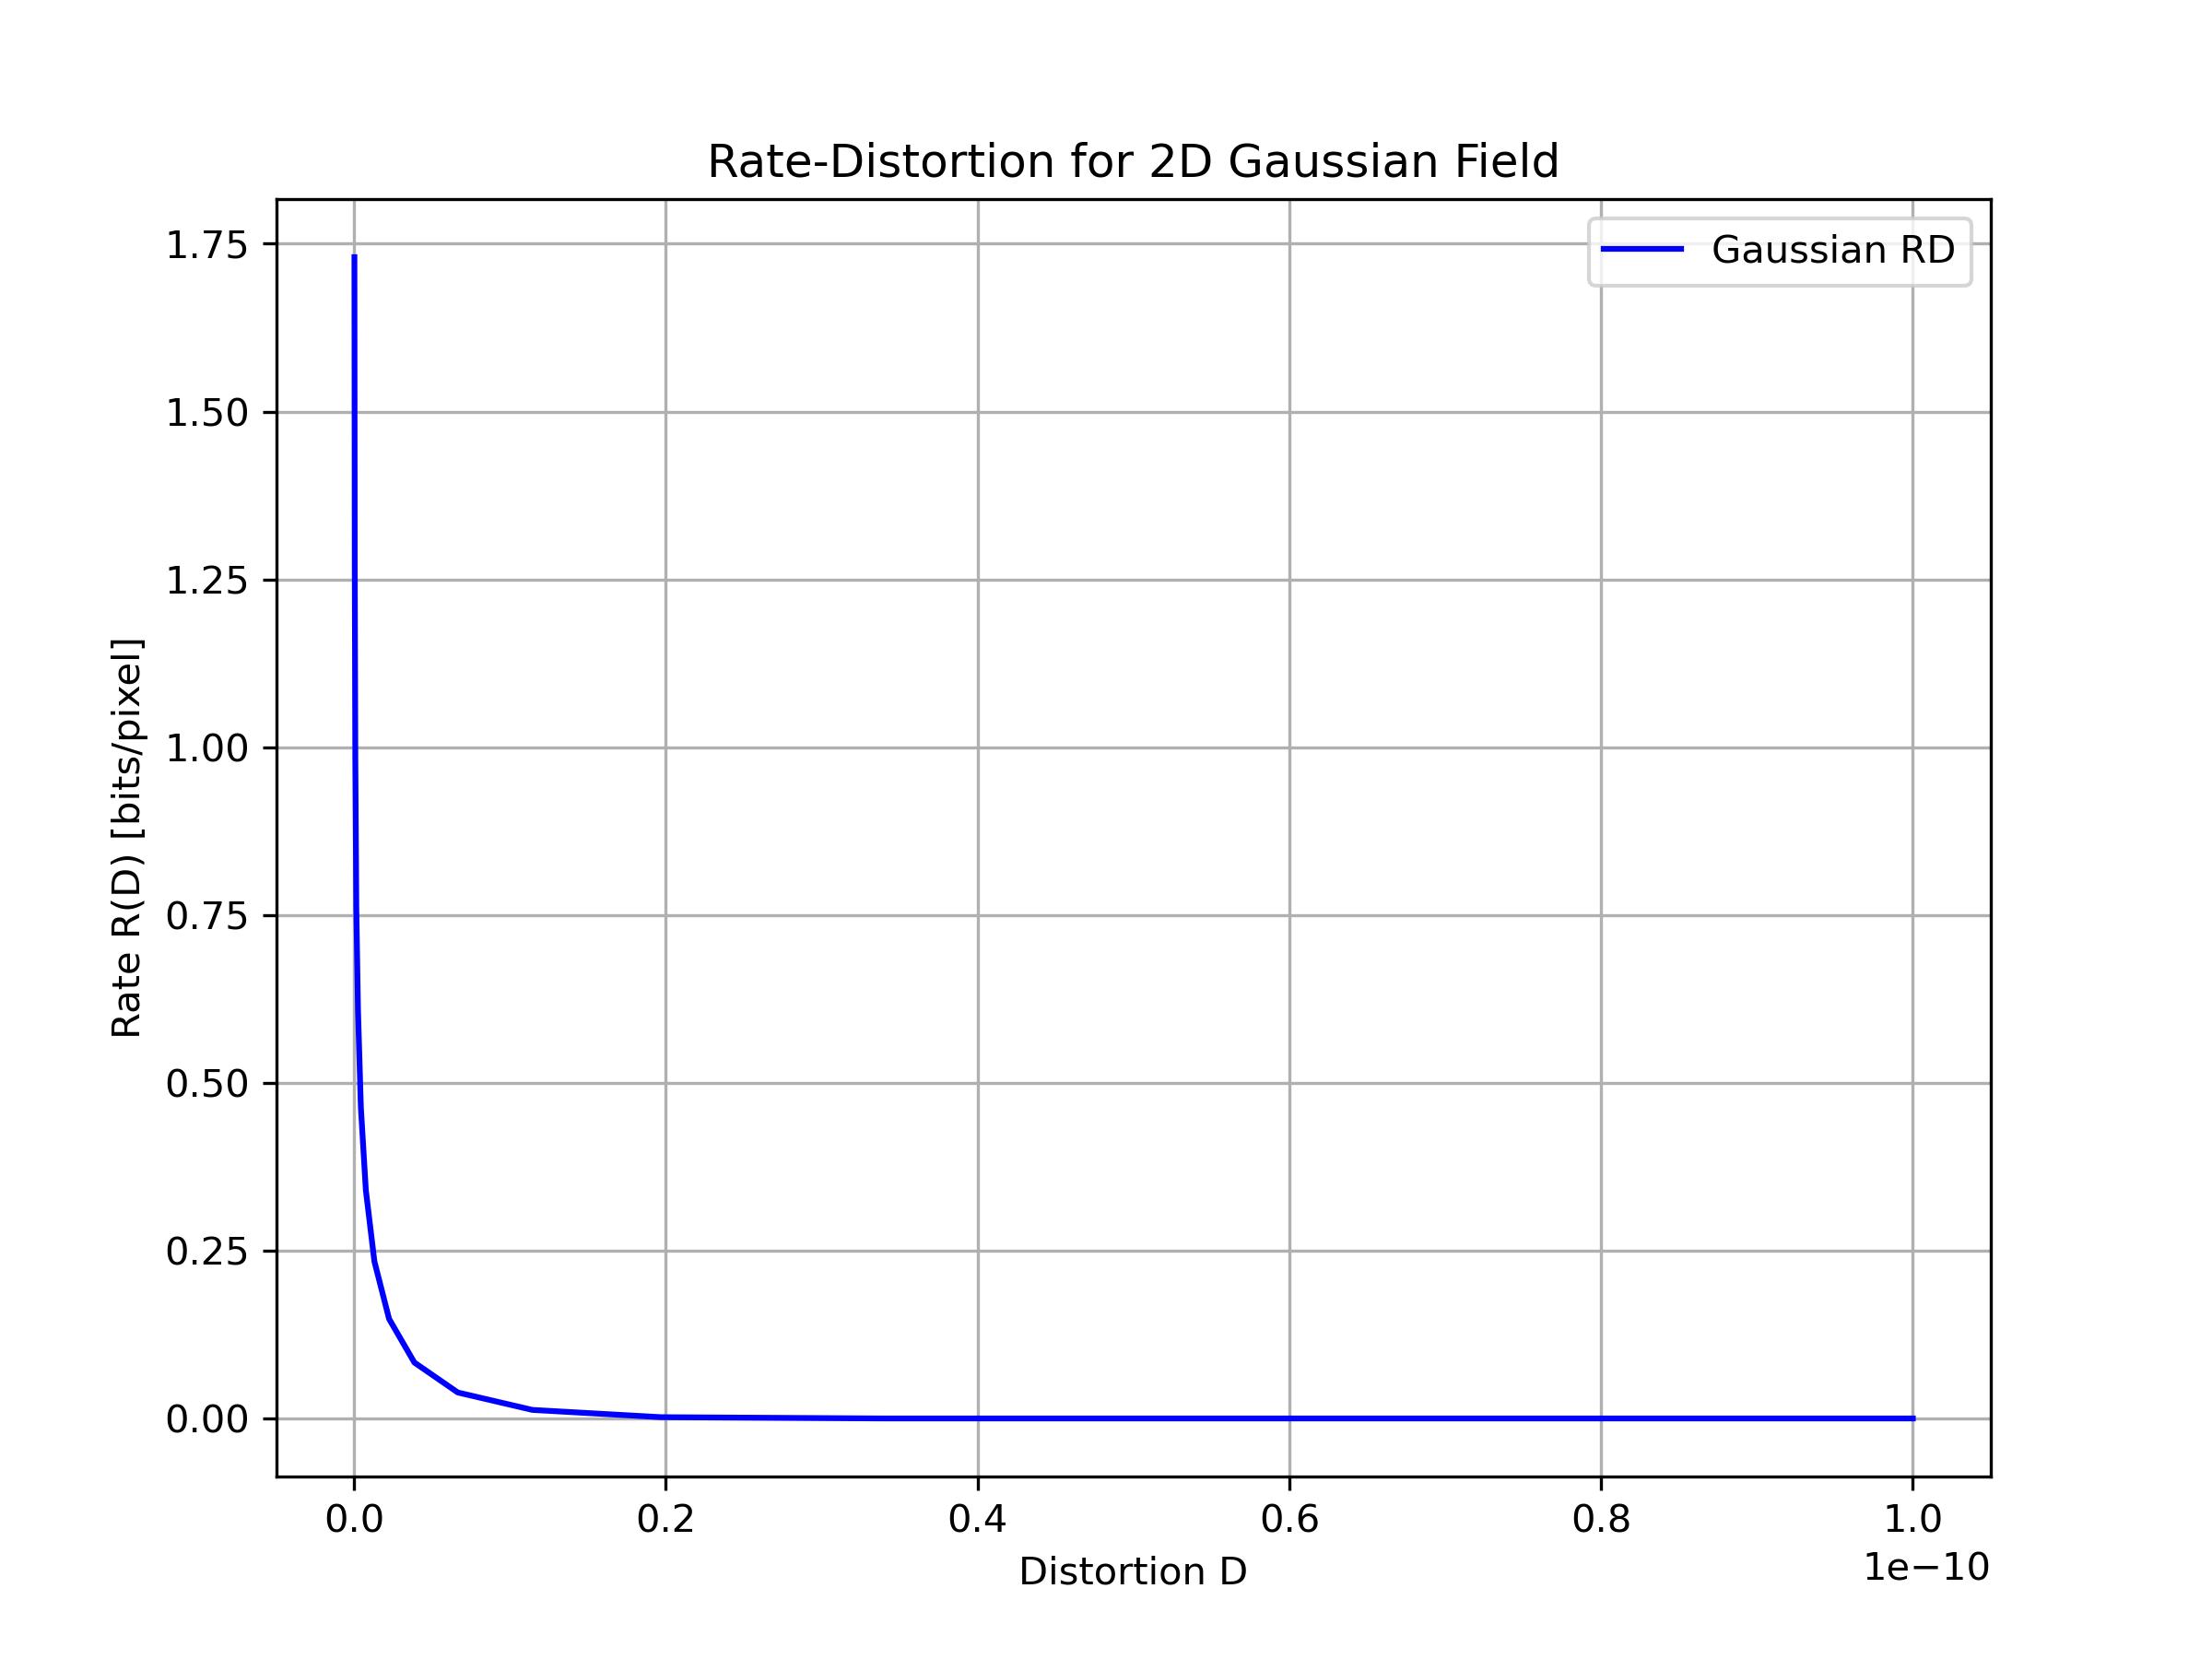 Rate-Distortion for 2D Gaussian Field
Gaussian RD
Rate R(D) [bits/pixel]
1.75
1.50
1.25
1.00
0.75
0.50
0.25
0.00
0.0 0.2 0.4 0.6 0.8 1.0
1e−10
Distortion D